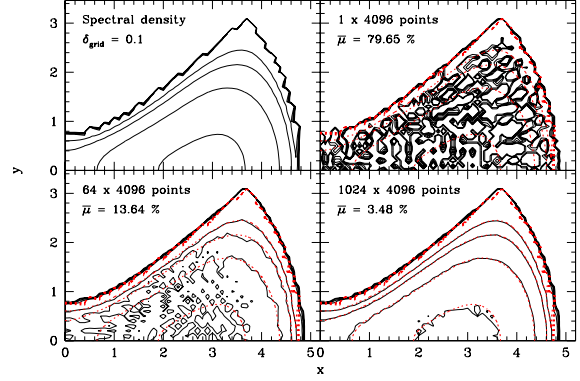 Spectral density
δgrid = 0.1
1 x 4096 points
μ̅ = 79.65 %
3
2
1
0
y
64 x 4096 points
μ̅ = 13.64 %
1024 x 4096 points
μ̅ = 3.48 %
3
2
1
0
0 1 2 3 4 5 0 1 2 3 4 5
x